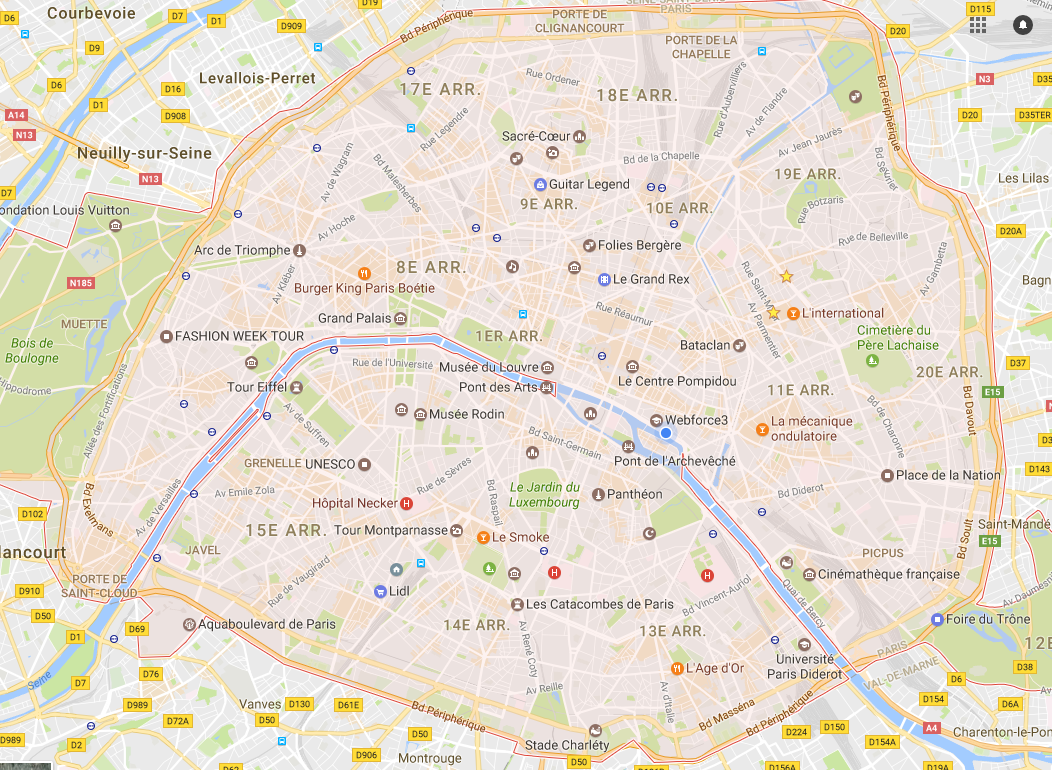 D6
Courbevoie
D7
D1
D19
D909
Bd Périphérique
PORTE DE
CLIGNANCOURT
PARIS
D115
D20
D9
PORTE DE LA
CHAPELLE
D6
Levallois-Perret
D16
17E ARR.
Rue Ordener
18E ARR.
Rue d'Aubervilliers
Av. de Flandre
Bd Périphérique
N3
D1
D908
D20
D35TER
A14
N13
Rue Legendre
Sacré-Cœur
Av Jean Jaurès
Neuilly-sur-Seine
Av de Wagram
Bd Malesherbes
Bd de la Chapelle
Bd Sérurier
N13
Guitar Legend
19E ARR.
Les Lilas
D7
9E ARR.
10E ARR.
Rue Botzaris
ondation Louis Vuitton
Av Hoche
D20A
Arc de Triomphe
Folies Bergère
Rue de Belleville
8E ARR.
Av Kléber
Le Grand Rex
Av Gambetta
N185
Burger King Paris Boétie
Bagn
MUETTE
Grand Palais
Rue Réaumur
Rue Saint-Maur
L'international
Bois de
Boulogne
FASHION WEEK TOUR
1ER ARR.
Bataclan
Av Parmentier
Cimetière du
Père Lachaise
Rue de l'Université
Musée du Louvre
D37
Hippodrome
Le Centre Pompidou
20E ARR.
Tour Eiffel
Pont des Arts
11E ARR.
E15
Allée des Fortifications
Musée Rodin
Webforce3
La mécanique
ondulatoire
Rue de Charonne
Bd Davout
Av de Suffren
Bd Saint-Germain
D3
GRENELLE
UNESCO
Rue de Sèvres
Pont de l'Archevêché
Place de la Nation
D143
Av Emile Zola
Le Jardin du
Luxembourg
Panthéon
Bd Diderot
Bd Exelmans
Av de Versailles
Hôpital Necker
Bd Raspail
D102
15E ARR.
Tour Montparnasse
Le Smoke
Bd Soult
Saint-Mandé
E15
lancourt
JAVEL
PICPUS
PORTE DE
SAINT-CLOUD
Rue de Vaugirard
Lidl
Bd Vincent-Auriol
Quai de Bercy
Cinémathèque française
Av Daumesnil
D910
Les Catacombes de Paris
D50
D69
Aquaboulevard de Paris
14E ARR.
13E ARR.
Foire du Trône
D1
Av René Coty
Université
Paris Diderot
PARIS
VAL-DE-MARNE
12E
Seine
D7
D76
L'Age d'Or
D38
Av Reille
Av d'Italie
D6
D989
Vanves
D130
D61E
Bd Périphérique
Bd Masséna
Bd Périphérique
D154
D6A
D72A
D50
D50
D224
D150
A4
D989
D2
D906
Montrouge
Stade Charléty
D154A
Charenton-le-Pon
D50
D156A
D19A